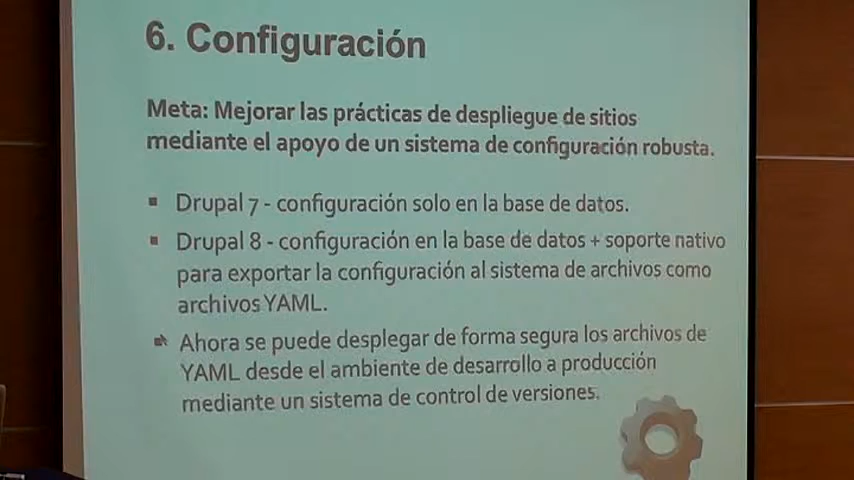 6. Configuración
Meta: Mejorar las prácticas de despliegue de sitios
mediante el apoyo de un sistema de configuración robusta.
Drupal 7 - configuración solo en la base de datos.
Drupal 8 - configuración en la base de datos + soporte nativo
para exportar la configuración al sistema de archivos como
archivos YAML.
Ahora se puede desplegar de forma segura los archivos de
YAML desde el ambiente de desarrollo a producción
mediante un sistema de control de versiones.